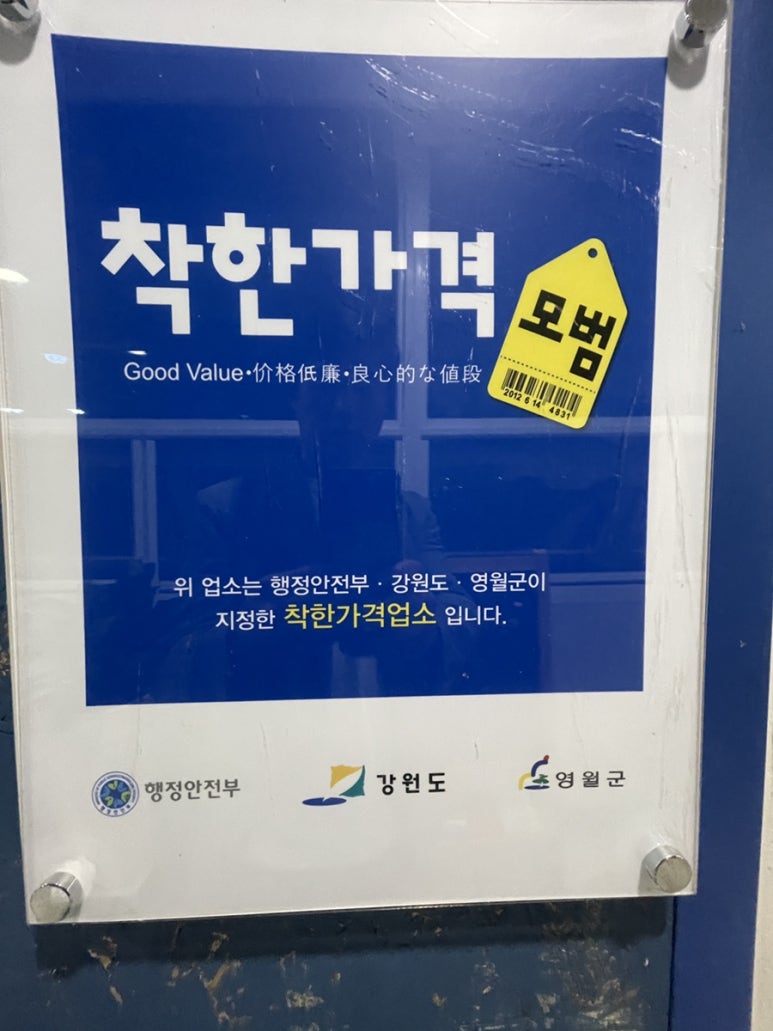 착한가격
모범
2012 6 14 4831
Good Value•价格低廉•良心的な値段
위 업소는 행정안전부 · 강원도 · 영월군이
지정한 착한가격업소 입니다.
행정안전부
강원도
영월군